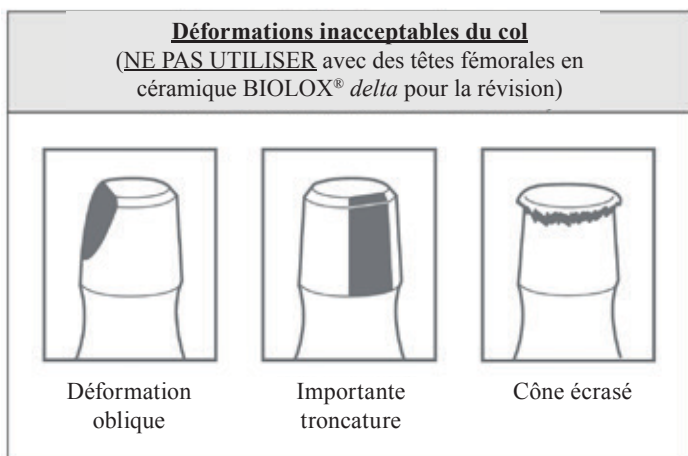 Déformations inacceptables du col
(NE PAS UTILISER avec des têtes fémorales en
céramique BIOLOX® delta pour la révision)
Déformation
oblique
Importante
troncature
Cône écrasé